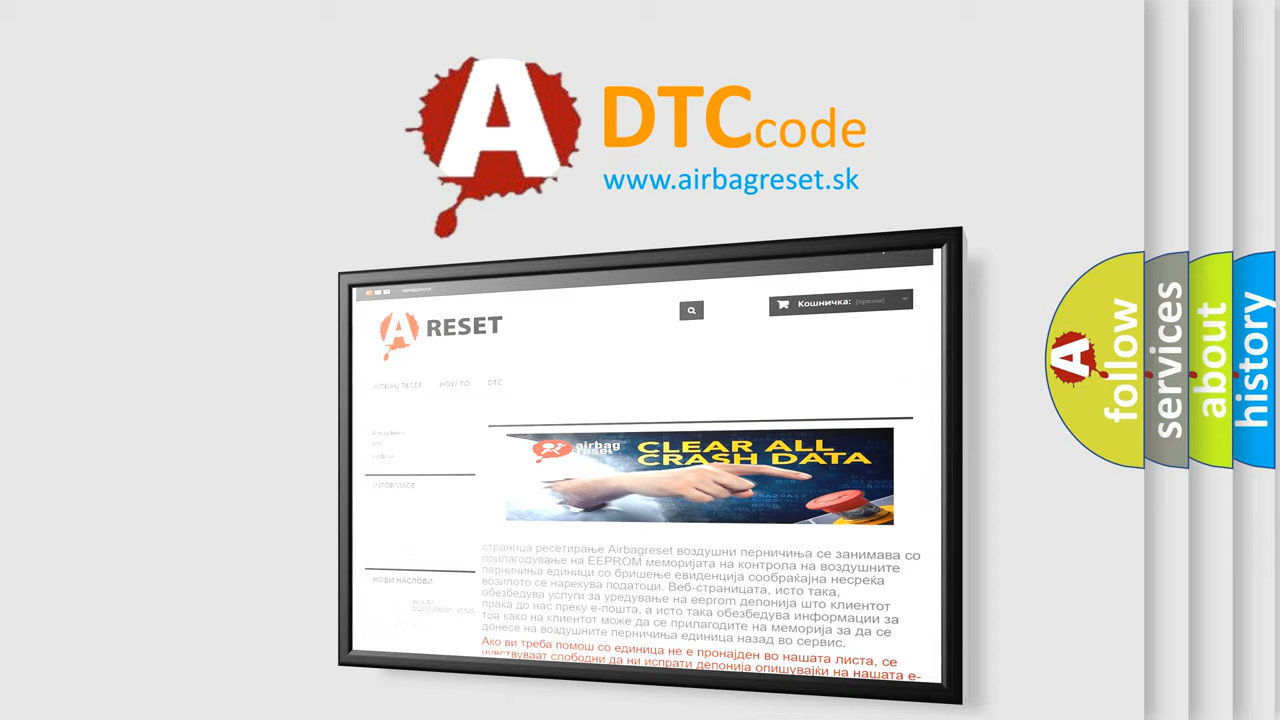 A DTCcode
www.airbagreset.sk
A RESET
Кошничка: (празни)
AIRBAG RESET HOW TO DTC
INFORMACE
НОВИ НАСЛОВИ
airbag
reset
CLEAR ALL
CRASH DATA
страница ресетирање Airbagreset воздушни перничиња се занимава со
прилагодување на EEPROM меморијата на контрола на воздушните
перничиња единици со бришење евиденција сообраќајна несреќа
возилото се нарекува податоци. Веб-страницата, исто така,
обезбедува услуги за уредување на eeprom депонија што клиентот
праќа до нас преку е-пошта, а исто така обезбедува информации за
тоа како на клиентот може да се прилагодите на меморија за да се
донесе на воздушните перничиња единица назад во сервис.
Ако ви треба помош со единица не е пронајден во нашата листа, се
чувствуваат слободни да ни испрати депонија опишувајќи на нашата е-
A follow
services
about
history